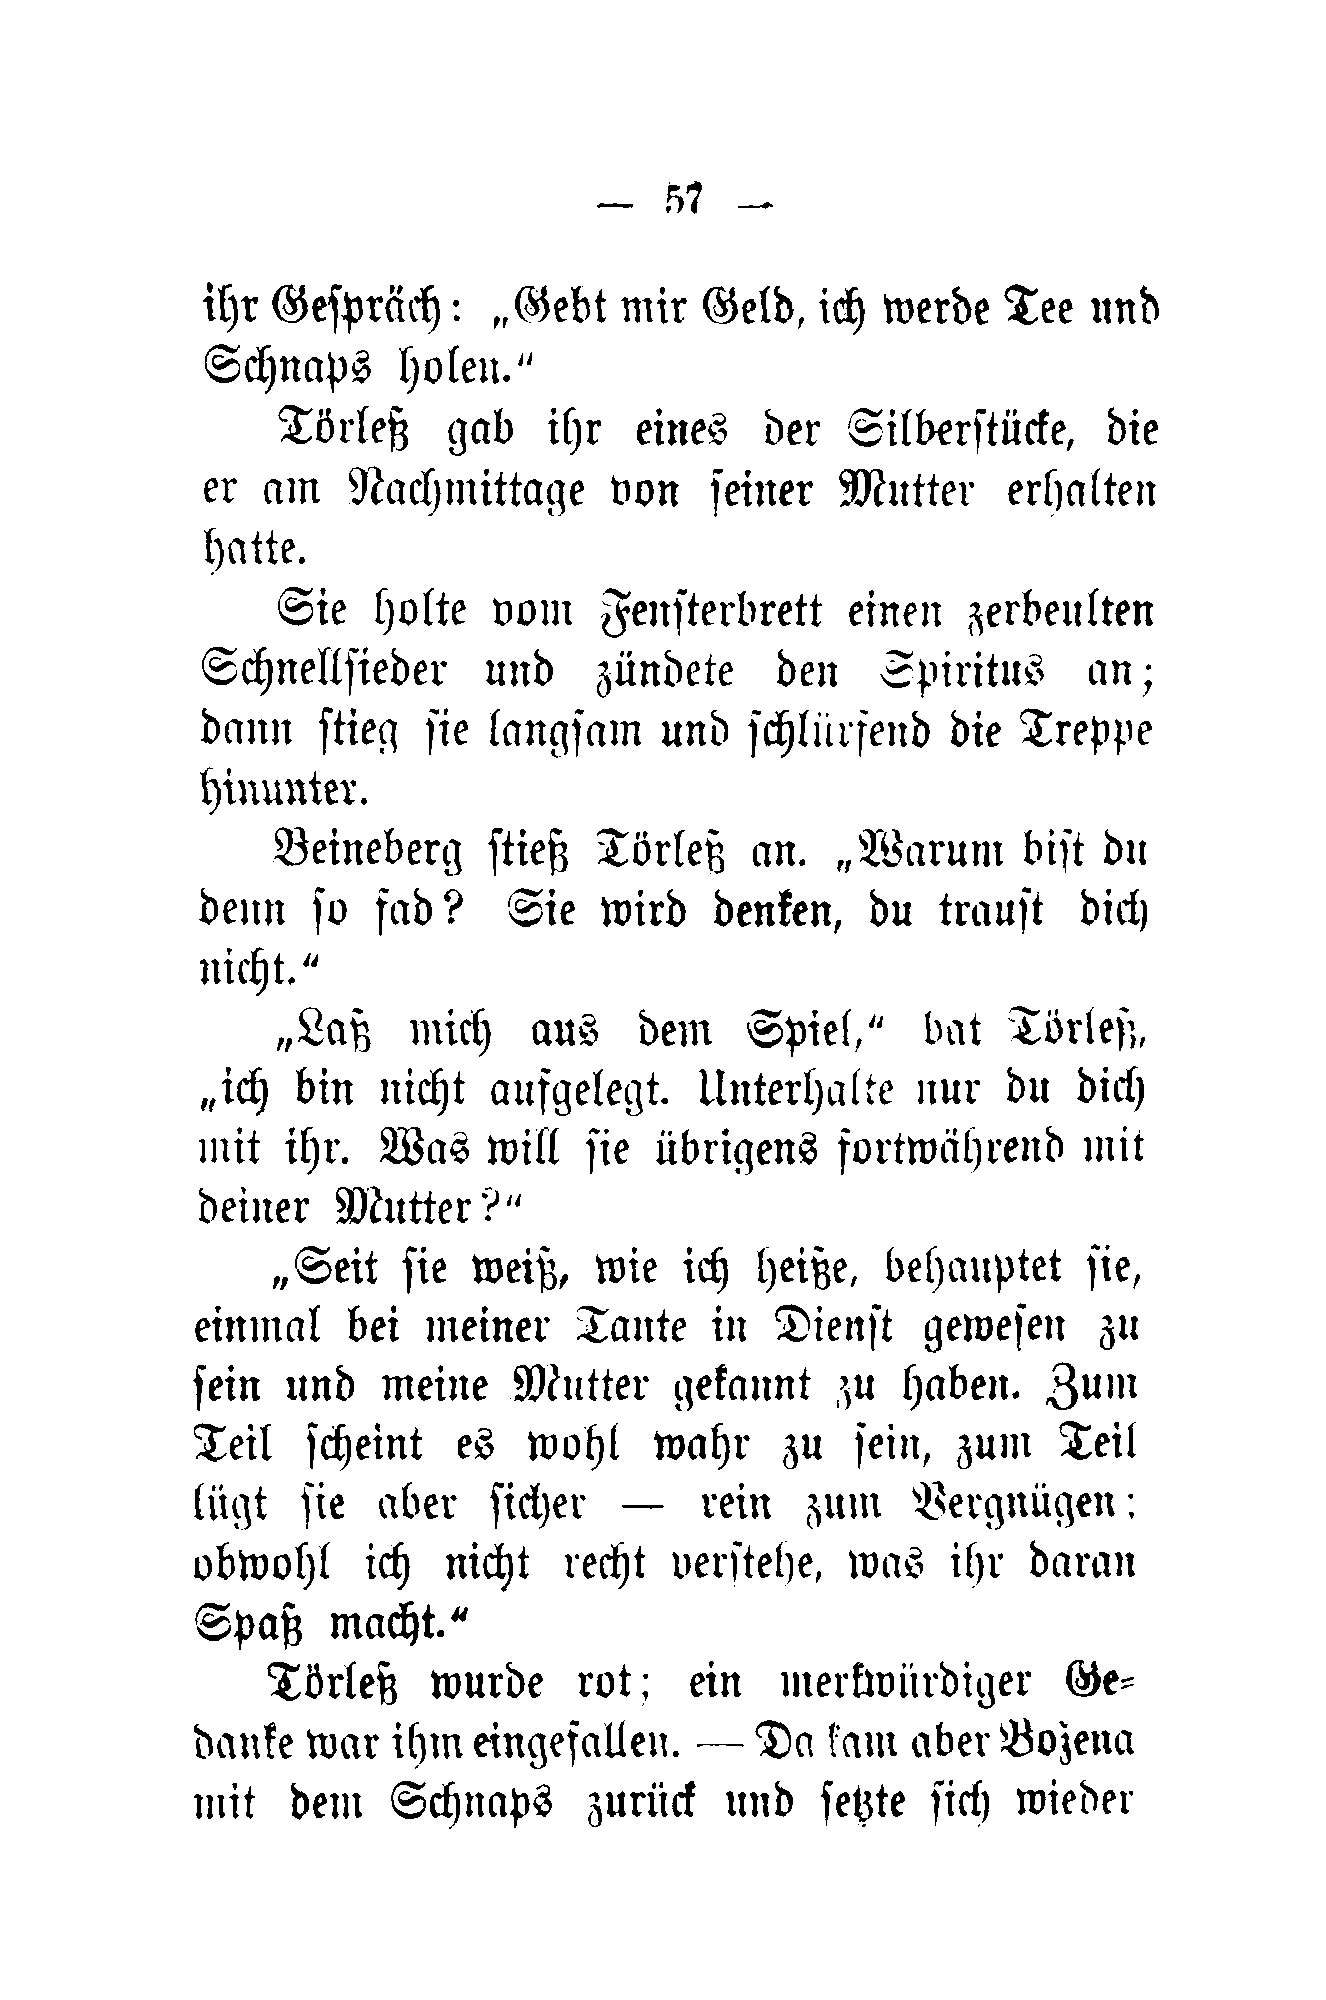 — 57 —
ihr Gespräch: „Gebt mir Geld, ich werde Tee und
Schnaps holen.“
Törleß gab ihr eines der Silberstücke, die
er am Nachmittage von seiner Mutter erhalten
hatte.
Sie holte vom Fensterbrett einen zerbeulten
Schnellsieder und zündete den Spiritus an;
dann stieg sie langsam und schlürfend die Treppe
hinunter.
Beineberg stieß Törleß an. „Warum bist du
denn so fad? Sie wird denken, du traust dich
nicht.“
„Laß mich aus dem Spiel,“ bat Törleß,
„ich bin nicht aufgelegt. Unterhalte nur du dich
mit ihr. Was will sie übrigens fortwährend mit
deiner Mutter?“
„Seit sie weiß, wie ich heiße, behauptet sie,
einmal bei meiner Tante in Dienst gewesen zu
sein und meine Mutter gekannt zu haben. Zum
Teil scheint es wohl wahr zu sein, zum Teil
lügt sie aber sicher — rein zum Vergnügen;
obwohl ich nicht recht verstehe, was ihr daran
Spaß macht.“
Törleß wurde rot; ein merkwürdiger Ge-
danke war ihm eingefallen. — Da kam aber Božena
mit dem Schnaps zurück und setzte sich wieder